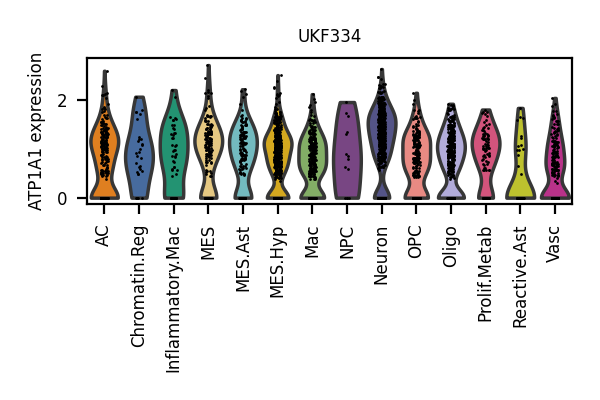 UKF334
ATP1A1 expression
2
0
AC
Chromatin.Reg
Inflammatory.Mac
MES
MES.Ast
MES.Hyp
Mac
NPC
Neuron
OPC
Oligo
Prolif.Metab
Reactive.Ast
Vasc